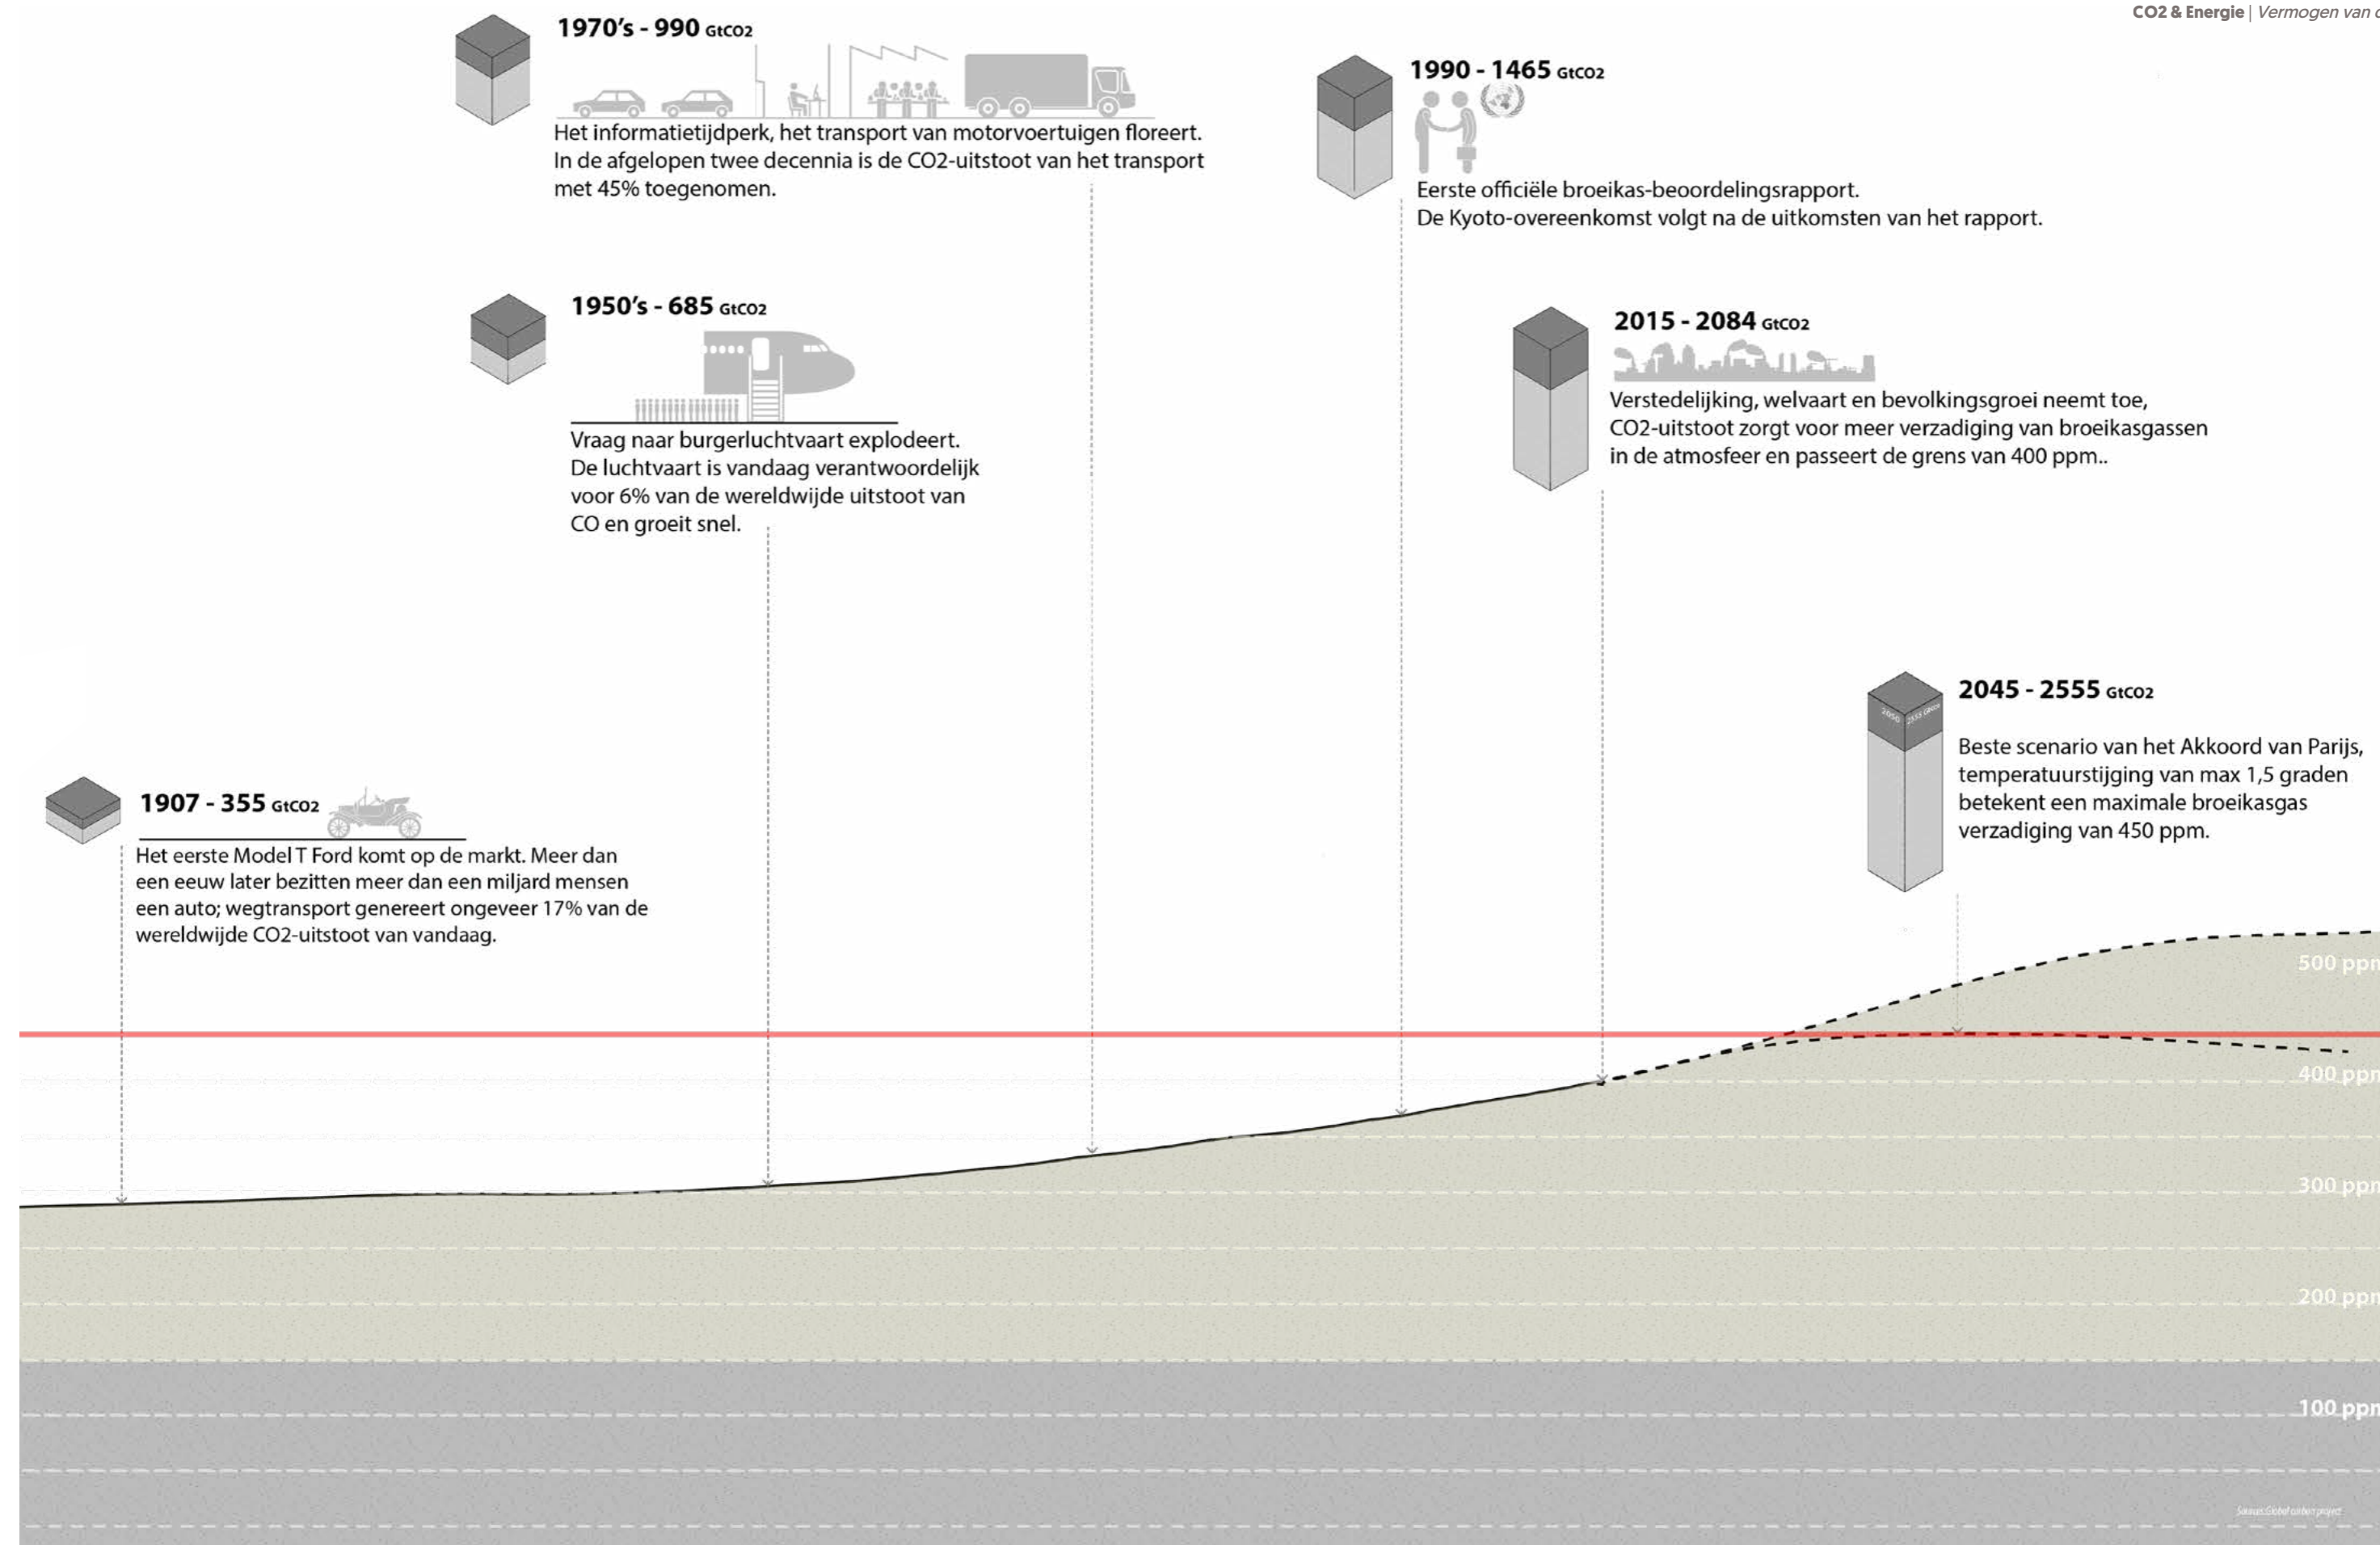 CO2 & Energie | Vermogen van
1970's - 990 GtCO2
Het informatietijdperk, het transport van motorvoertuigen floreert.
In de afgelopen twee decennia is de CO2-uitstoot van het transport
met 45% toegenomen.
1990 - 1465 GtCO2
Eerste officiële broeikas-beoordelingsrapport.
De Kyoto-overeenkomst volgt na de uitkomsten van het rapport.
1950's - 685 GtCO2
Vraag naar burgerluchtvaart explodeert.
De luchtvaart is vandaag verantwoordelijk
voor 6% van de wereldwijde uitstoot van
CO en groeit snel.
2015 - 2084 GtCO2
Verstedelijking, welvaart en bevolkingsgroei neemt toe,
CO2-uitstoot zorgt voor meer verzadiging van broeikasgassen
in de atmosfeer en passeert de grens van 400 ppm..
2045 - 2555 GtCO2
2050 2555 GtCO2
Beste scenario van het Akkoord van Parijs,
temperatuurstijging van max 1,5 graden
betekent een maximale broeikasgas
verzadiging van 450 ppm.
1907 - 355 GtCO2
Het eerste Model T Ford komt op de markt. Meer dan
een eeuw later bezitten meer dan een miljard mensen
een auto; wegtransport genereert ongeveer 17% van de
wereldwijde CO2-uitstoot van vandaag.
500 ppm
400 ppm
300 ppm
200 ppm
100 ppm
Sources: Global carbon project